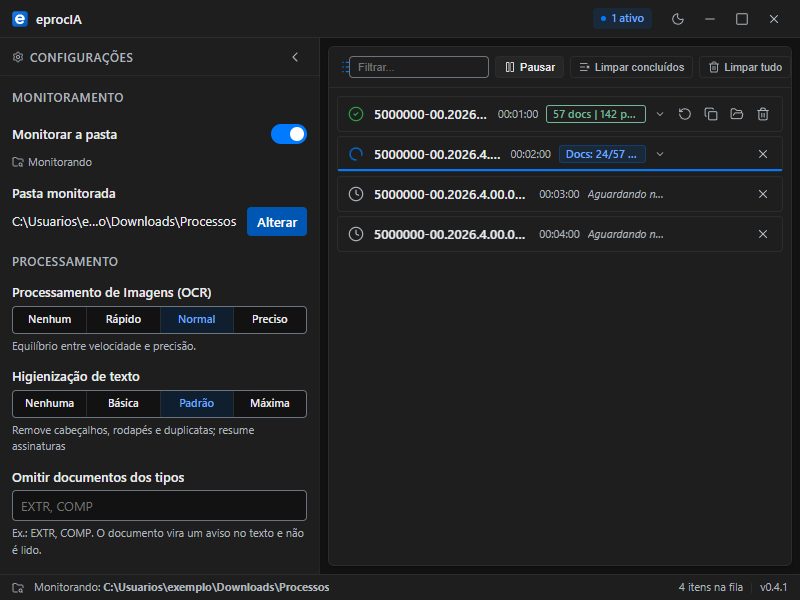 eprocIA
1 ativo
CONFIGURAÇÕES
MONITORAMENTO
Monitorar a pasta
Monitorando
Pasta monitorada
C:\Usuarios\e...o\Downloads\Processos
Alterar
PROCESSAMENTO
Processamento de Imagens (OCR)
Nenhum Rápido Normal Preciso
Equilíbrio entre velocidade e precisão.
Higienização de texto
Nenhuma Básica Padrão Máxima
Remove cabeçalhos, rodapés e duplicatas; resume
assinaturas
Omitir documentos dos tipos
EXTR, COMP
Ex.: EXTR, COMP. O documento vira um aviso no texto e não
é lido.
Filtrar... Pausar Limpar concluídos Limpar tudo
5000000-00.2026... 00:01:00 57 docs | 142 p...
5000000-00.2026.4.... 00:02:00 Docs: 24/57 ...
5000000-00.2026.4.00.0... 00:03:00 Aguardando n...
5000000-00.2026.4.00.0... 00:04:00 Aguardando n...
Monitorando: C:\Usuarios\exemplo\Downloads\Processos
4 itens na fila v0.4.1